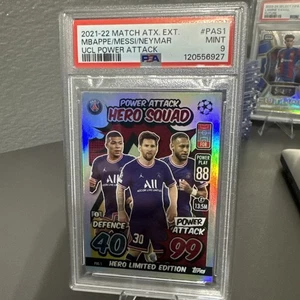 2021-22 MATCH ATX. EXT. #PAS1
MBAPPE/MESSI/NEYMAR MINT
UCL POWER ATTACK 9
PSA 120556927
POWER ATTACK
HERO SQUAD
POWER
PLAY
88
DEFENCE
40
POWER
ATTACK
99
HERO LIMITED EDITION
Topps